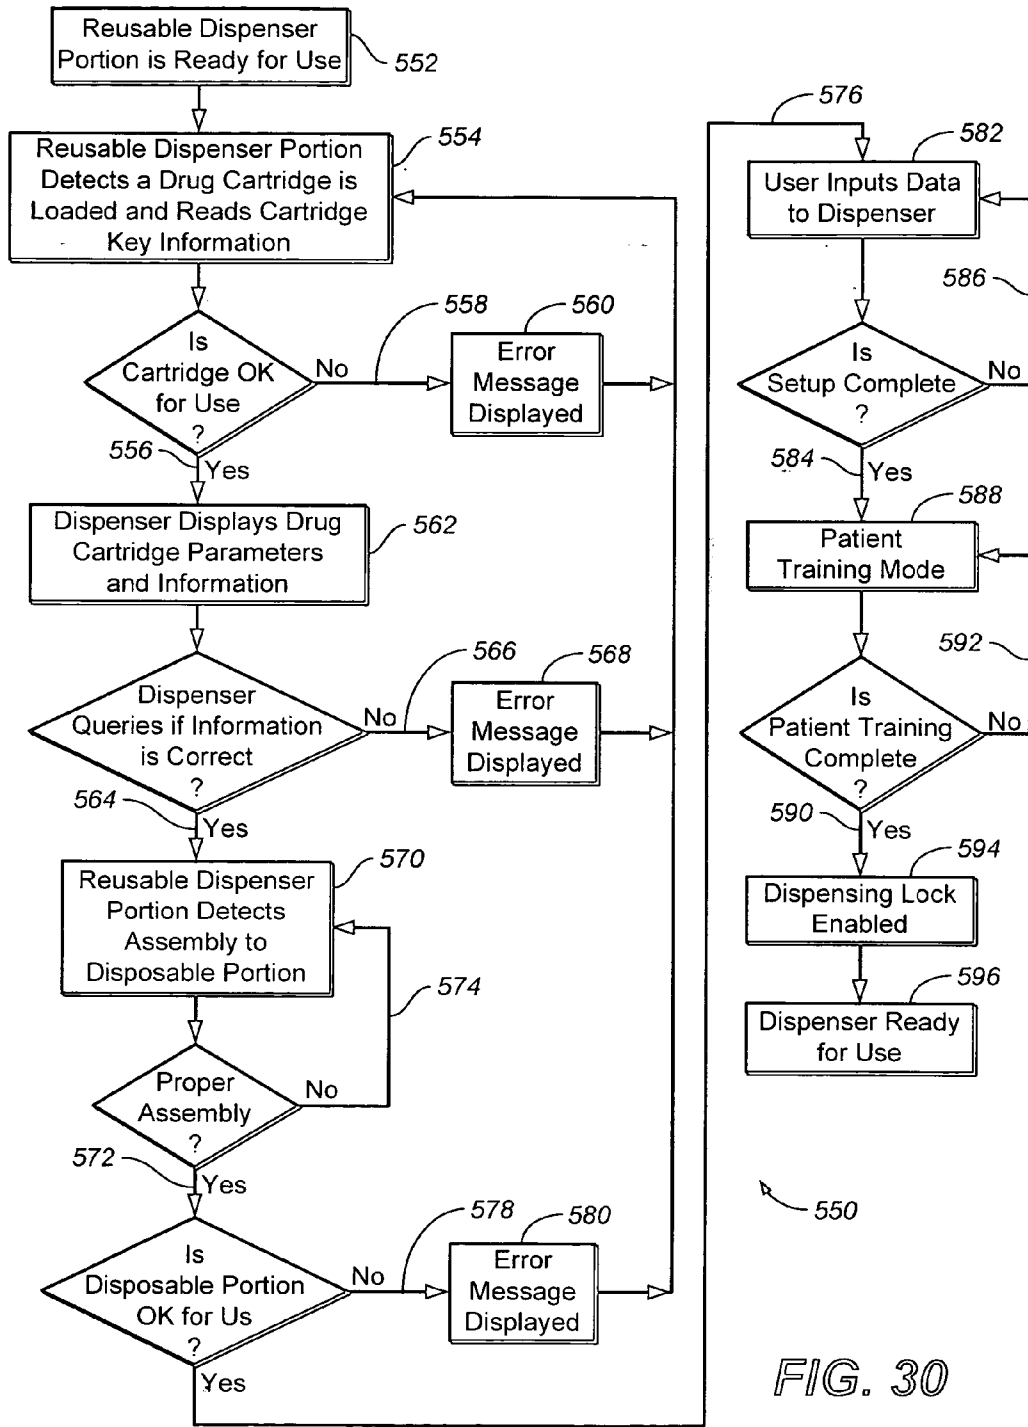 Reusable Dispenser
Portion is Ready for Use
552
554
Reusable Dispenser Portion
Detects a Drug Cartridge is
Loaded and Reads Cartridge
Key Information
Is
Cartridge OK
for Use
?
No
558
560
Error
Message
Displayed
556
Yes
Dispenser Displays Drug
Cartridge Parameters
and Information
562
Dispenser
Queries if Information
is Correct
?
No
566
568
Error
Message
Displayed
564
Yes
570
Reusable Dispenser
Portion Detects
Assembly to
Disposable Portion
574
Proper
Assembly
?
No
572
Yes
Is
Disposable Portion
OK for Us
?
No
578
580
Error
Message
Displayed
Yes
576
582
User Inputs Data
to Dispenser
586
Is
Setup Complete
?
No
584
Yes
588
Patient
Training Mode
592
Is
Patient Training
Complete
?
No
590
Yes
594
Dispensing Lock
Enabled
596
Dispenser Ready
for Use
550
FIG. 30